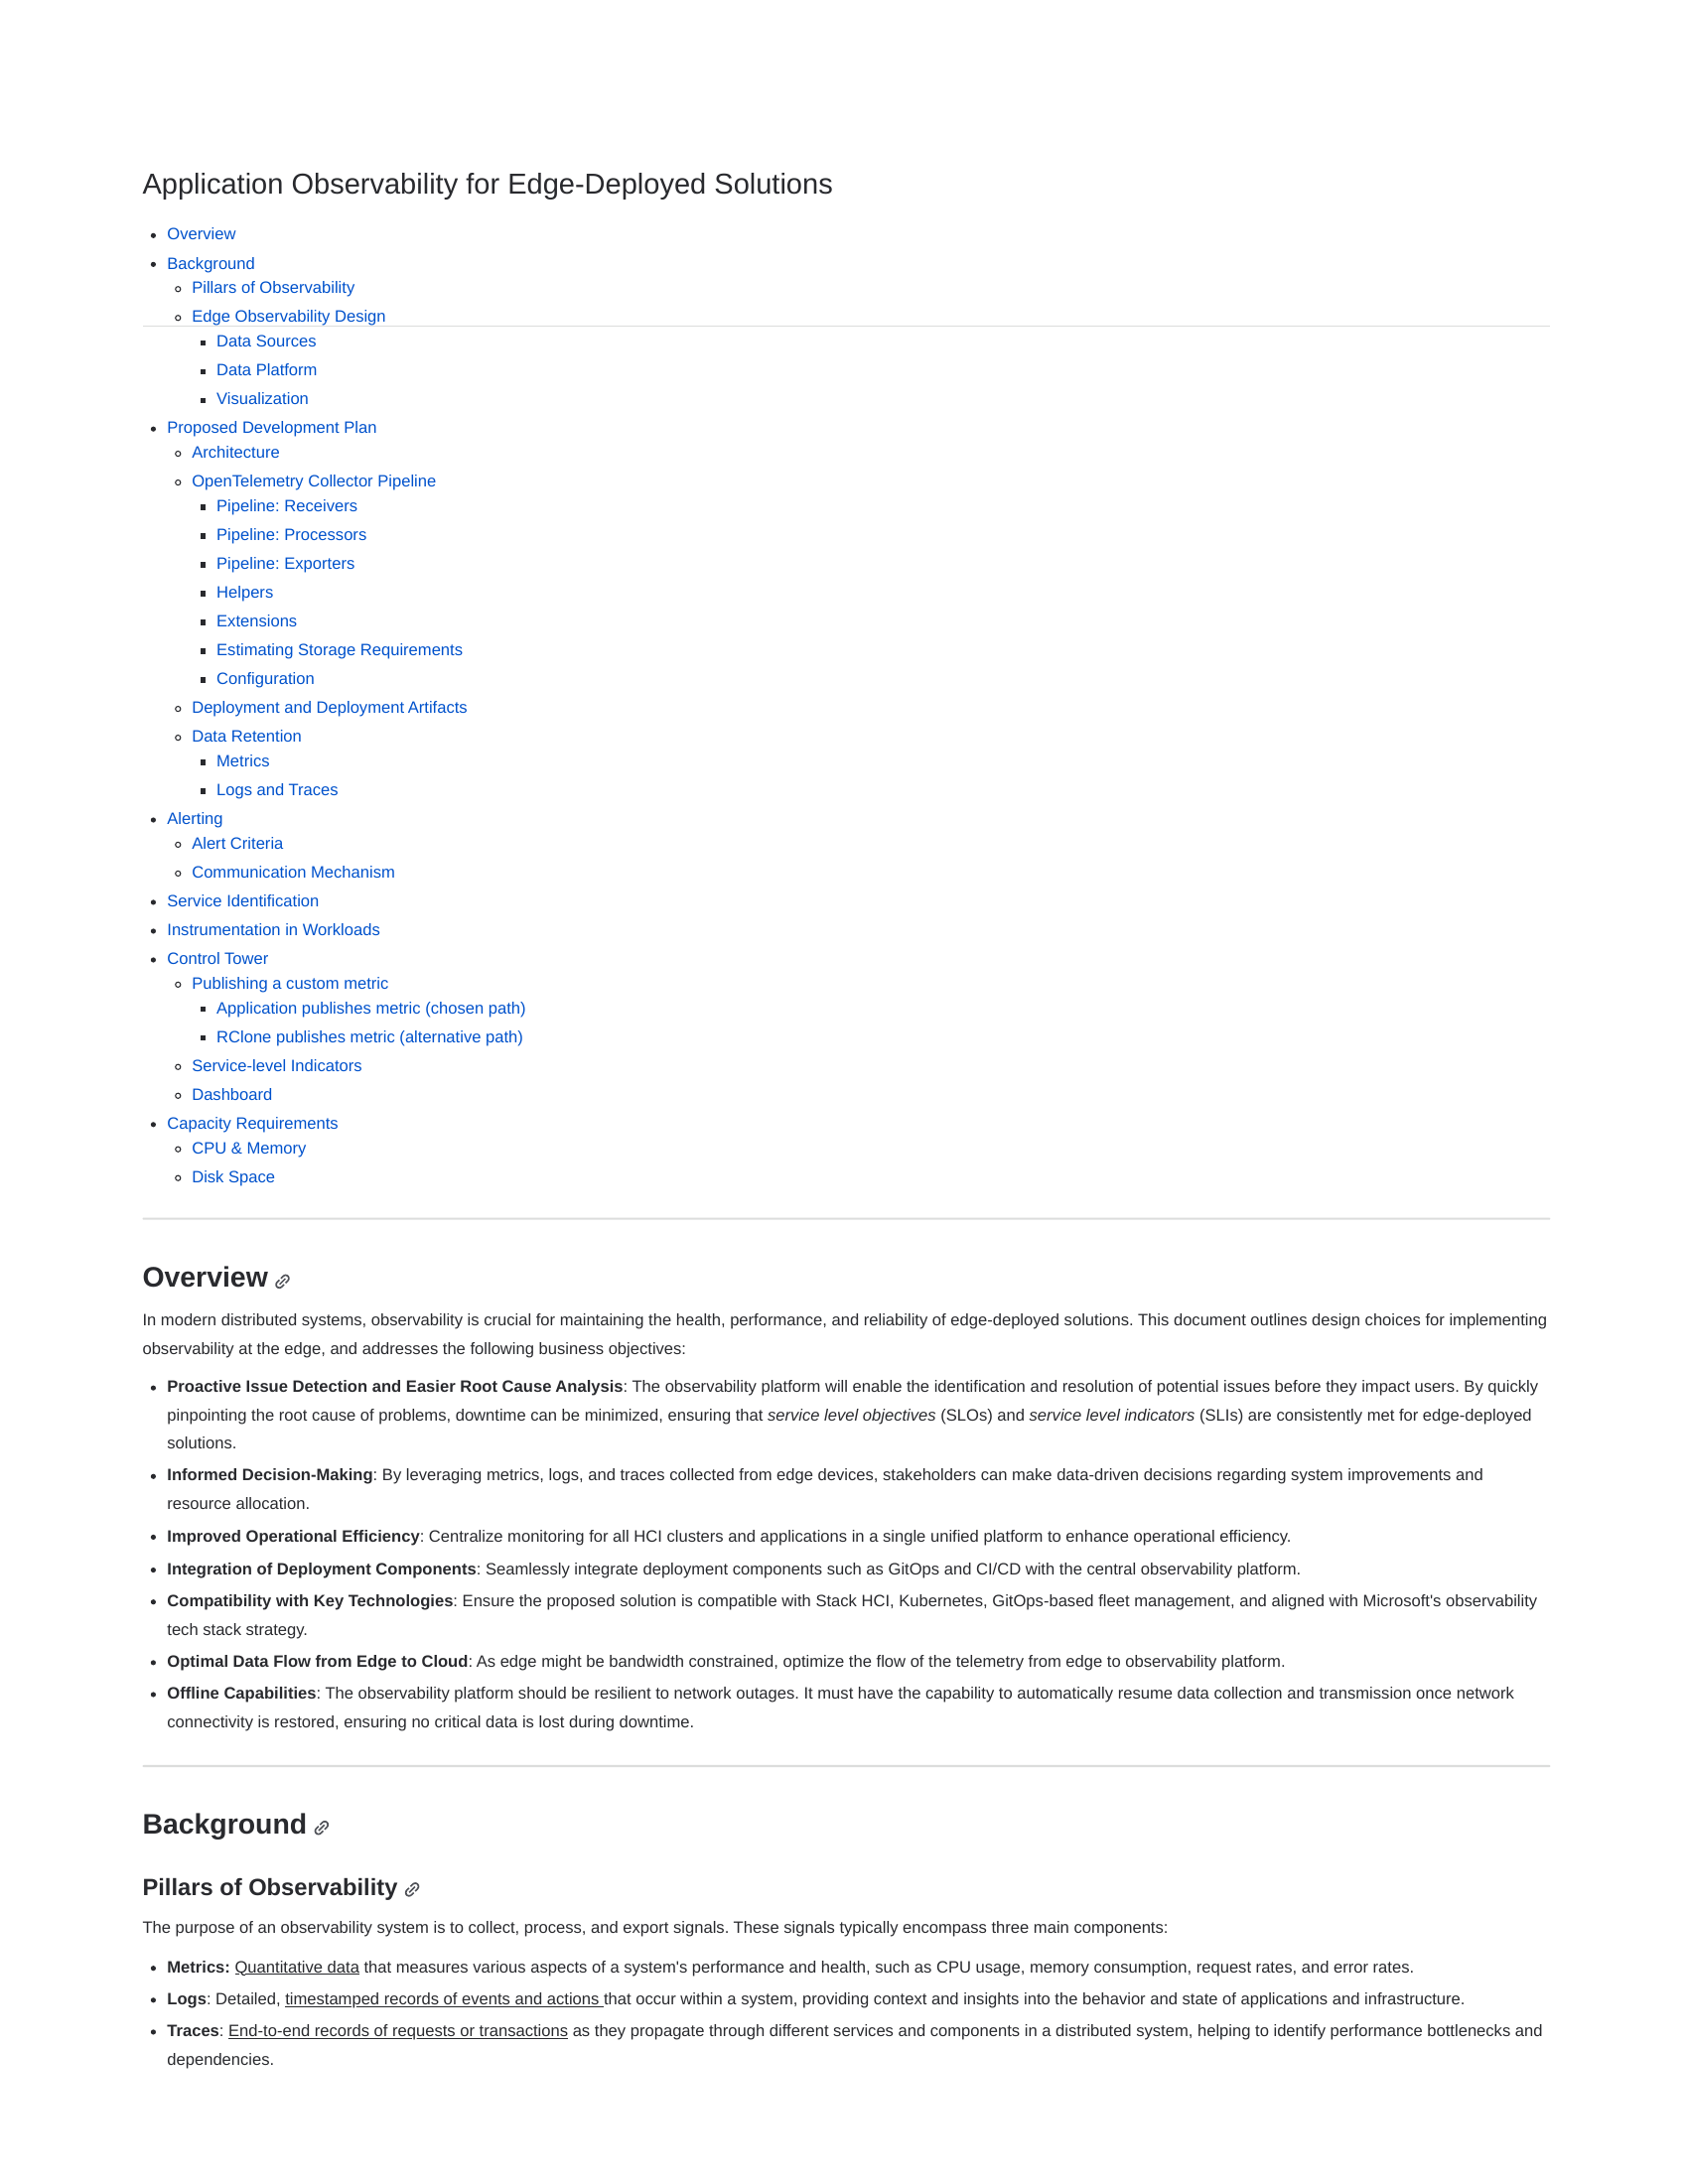 Application Observability for Edge-Deployed Solutions
Overview
Background
Pillars of Observability
Edge Observability Design
Data Sources
Data Platform
Visualization
Proposed Development Plan
Architecture
OpenTelemetry Collector Pipeline
Pipeline: Receivers
Pipeline: Processors
Pipeline: Exporters
Helpers
Extensions
Estimating Storage Requirements
Configuration
Deployment and Deployment Artifacts
Data Retention
Metrics
Logs and Traces
Alerting
Alert Criteria
Communication Mechanism
Service Identification
Instrumentation in Workloads
Control Tower
Publishing a custom metric
Application publishes metric (chosen path)
RClone publishes metric (alternative path)
Service-level Indicators
Dashboard
Capacity Requirements
CPU & Memory
Disk Space
Overview
In modern distributed systems, observability is crucial for maintaining the health, performance, and reliability of edge-deployed solutions. This document outlines design choices for implementing
observability at the edge, and addresses the following business objectives:
Proactive Issue Detection and Easier Root Cause Analysis: The observability platform will enable the identification and resolution of potential issues before they impact users. By quickly
pinpointing the root cause of problems, downtime can be minimized, ensuring that service level objectives (SLOs) and service level indicators (SLIs) are consistently met for edge-deployed
solutions.
Informed Decision-Making: By leveraging metrics, logs, and traces collected from edge devices, stakeholders can make data-driven decisions regarding system improvements and
resource allocation.
Improved Operational Efficiency: Centralize monitoring for all HCI clusters and applications in a single unified platform to enhance operational efficiency.
Integration of Deployment Components: Seamlessly integrate deployment components such as GitOps and CI/CD with the central observability platform.
Compatibility with Key Technologies: Ensure the proposed solution is compatible with Stack HCI, Kubernetes, GitOps-based fleet management, and aligned with Microsoft's observability
tech stack strategy.
Optimal Data Flow from Edge to Cloud: As edge might be bandwidth constrained, optimize the flow of the telemetry from edge to observability platform.
Offline Capabilities: The observability platform should be resilient to network outages. It must have the capability to automatically resume data collection and transmission once network
connectivity is restored, ensuring no critical data is lost during downtime.
Background
Pillars of Observability
The purpose of an observability system is to collect, process, and export signals. These signals typically encompass three main components:
Metrics: Quantitative data that measures various aspects of a system's performance and health, such as CPU usage, memory consumption, request rates, and error rates.
Logs: Detailed, timestamped records of events and actions that occur within a system, providing context and insights into the behavior and state of applications and infrastructure.
Traces: End-to-end records of requests or transactions as they propagate through different services and components in a distributed system, helping to identify performance bottlenecks and
dependencies.